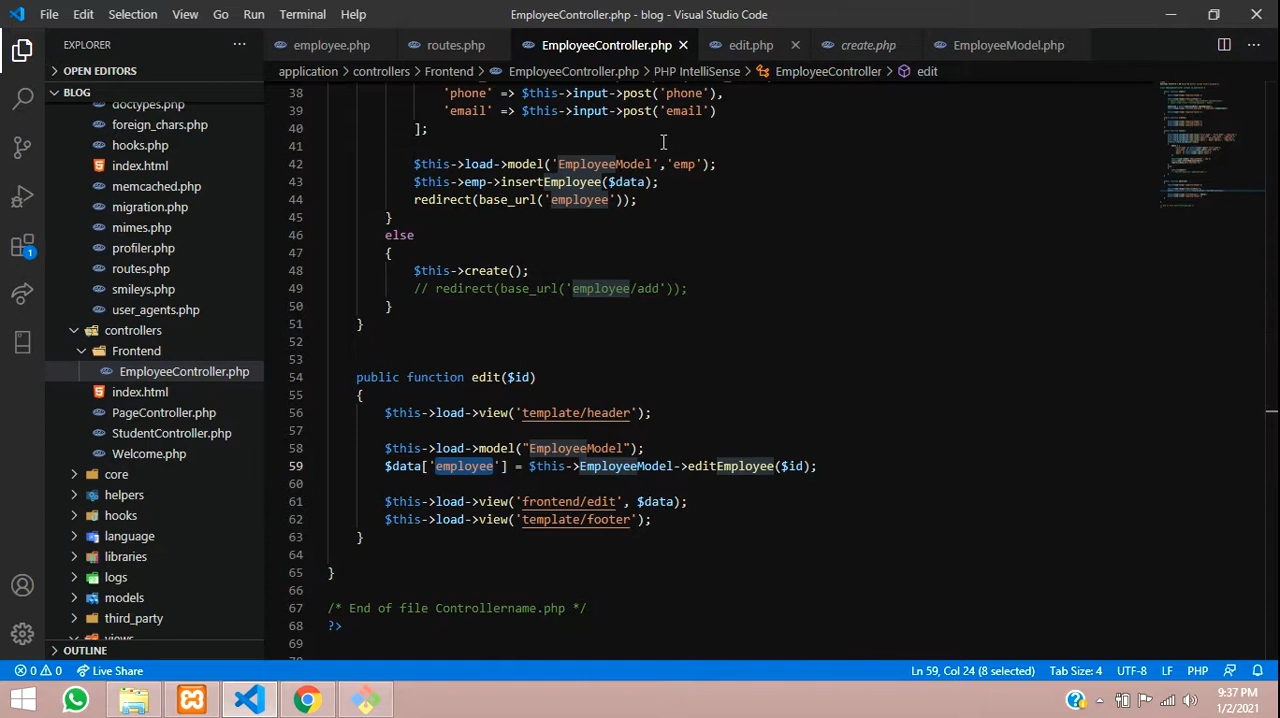 File Edit Selection View Go Run Terminal Help
EmployeeController.php - blog - Visual Studio Code
EXPLORER
employee.php
routes.php
EmployeeController.php
edit.php
create.php
EmployeeModel.php
OPEN EDITORS
BLOG
application > controllers > Frontend > EmployeeController.php > PHP IntelliSense > EmployeeController > edit
doctypes.php
foreign_chars.php
hooks.php
index.html
memcached.php
migration.php
mimes.php
profiler.php
routes.php
smileys.php
user_agents.php
controllers
Frontend
EmployeeController.php
index.html
PageController.php
StudentController.php
Welcome.php
core
helpers
hooks
language
libraries
logs
models
third_party
views
OUTLINE
1
38 'phone' => $this->input->post('phone'),
39 'email' => $this->input->post('email')
40 ];
41
42 $this->load->model('EmployeeModel','emp');
43 $this->emp->insertEmployee($data);
44 redirect(base_url('employee'));
45 }
46 else
47 {
48 $this->create();
49 // redirect(base_url('employee/add'));
50 }
51 }
52
53
54 public function edit($id)
55 {
56 $this->load->view('template/header');
57
58 $this->load->model("EmployeeModel");
59 $data['employee'] = $this->EmployeeModel->editEmployee($id);
60
61 $this->load->view('frontend/edit', $data);
62 $this->load->view('template/footer');
63 }
64
65 }
66
67 /* End of file Controllername.php */
68 ?>
69
0 0 Live Share
Ln 59, Col 24 (8 selected) Tab Size: 4 UTF-8 LF PHP
9:37 PM
1/2/2021